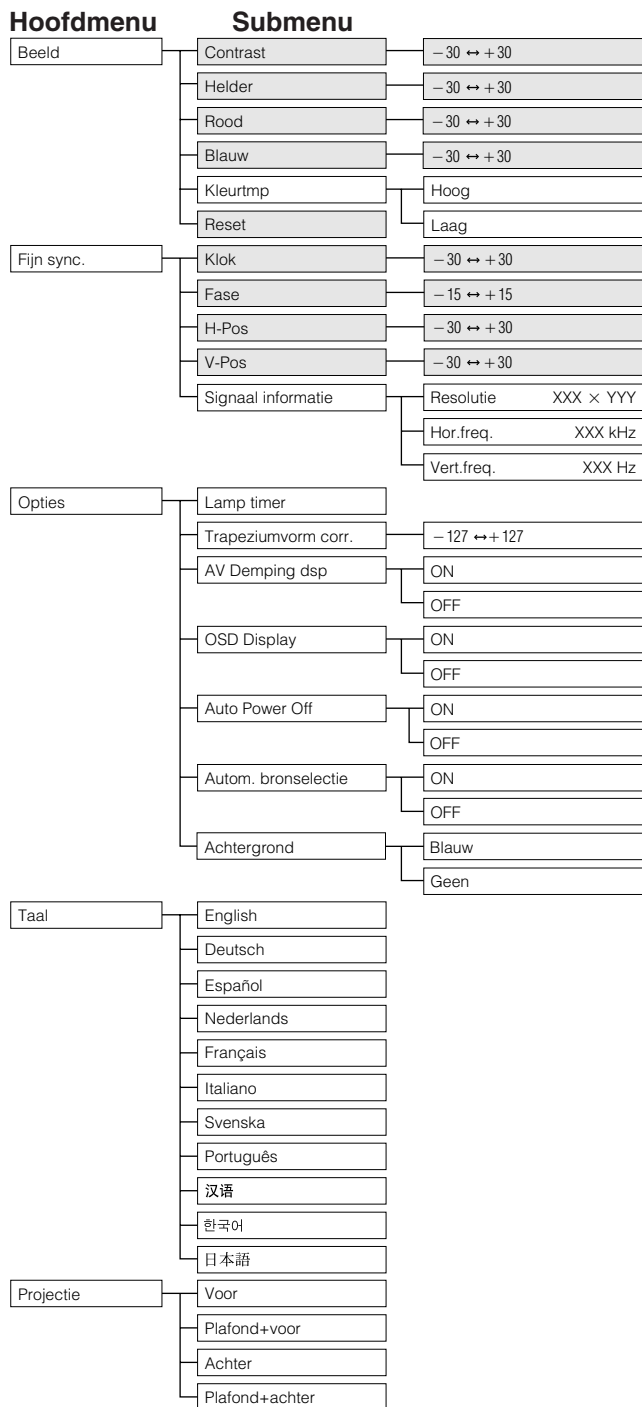 Hoofdmenu Submenu
Beeld Contrast −30 ↔ +30
Helder −30 ↔ +30
Rood −30 ↔ +30
Blauw −30 ↔ +30
Kleurtmp Hoog
Reset Laag
Fijn sync. Klok −30 ↔ +30
Fase −15 ↔ +15
H-Pos −30 ↔ +30
V-Pos −30 ↔ +30
Signaal informatie Resolutie XXX × YYY
Hor.freq. XXX kHz
Vert.freq. XXX Hz
Opties Lamp timer
Trapeziumvorm corr. −127 ↔ +127
AV Demping dsp ON
OFF
OSD Display ON
OFF
Auto Power Off ON
OFF
Autom. bronselectie ON
OFF
Achtergrond Blauw
Geen
Taal English
Deutsch
Español
Nederlands
Français
Italiano
Svenska
Português
汉语
한국어
日本語
Projectie Voor
Plafond+voor
Achter
Plafond+achter